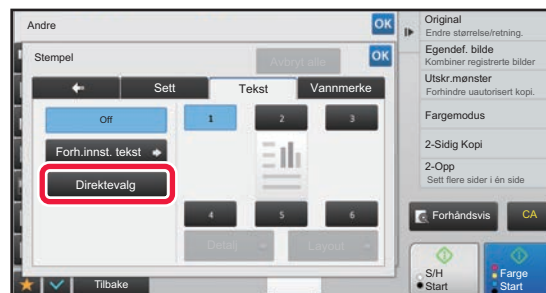 Andre
OK
Stempel
Avbryt alle
OK
Sett
Tekst
Vannmerke
Off
Forh.innst. tekst
Direktevalg
1
2
3
4
5
6
Detalj
Layout
Tilbake
Original
Endre størrelse/retning.
Egendef. bilde
Kombiner registrerte bilder
Utskr.mønster
Forhindre uautorisert kopi.
Fargemodus
2-Sidig Kopi
2-Opp
Sett flere sider i én side
Forhåndsvis
CA
S/H
Start
Farge
Start